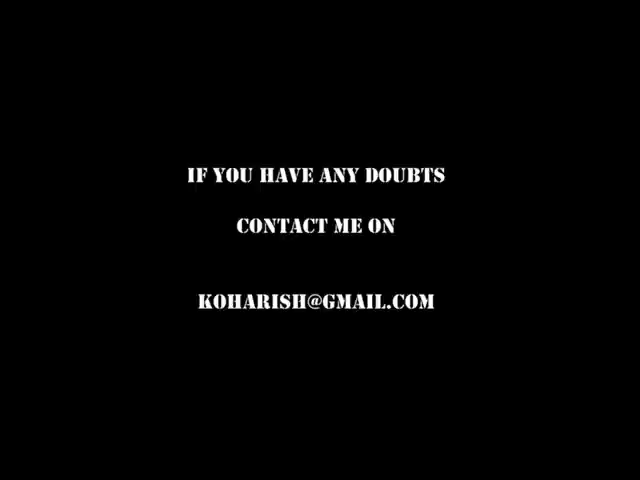 IF YOU HAVE ANY DOUBTS
CONTACT ME ON
KOHARISH@GMAIL.COM